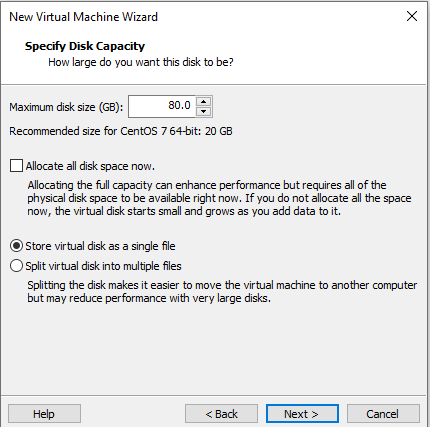 New Virtual Machine Wizard
Specify Disk Capacity
How large do you want this disk to be?
Maximum disk size (GB): 80.0
Recommended size for CentOS 7 64-bit: 20 GB
Allocate all disk space now.
Allocating the full capacity can enhance performance but requires all of the
physical disk space to be available right now. If you do not allocate all the space
now, the virtual disk starts small and grows as you add data to it.
Store virtual disk as a single file
Split virtual disk into multiple files
Splitting the disk makes it easier to move the virtual machine to another computer
but may reduce performance with very large disks.
Help < Back Next > Cancel